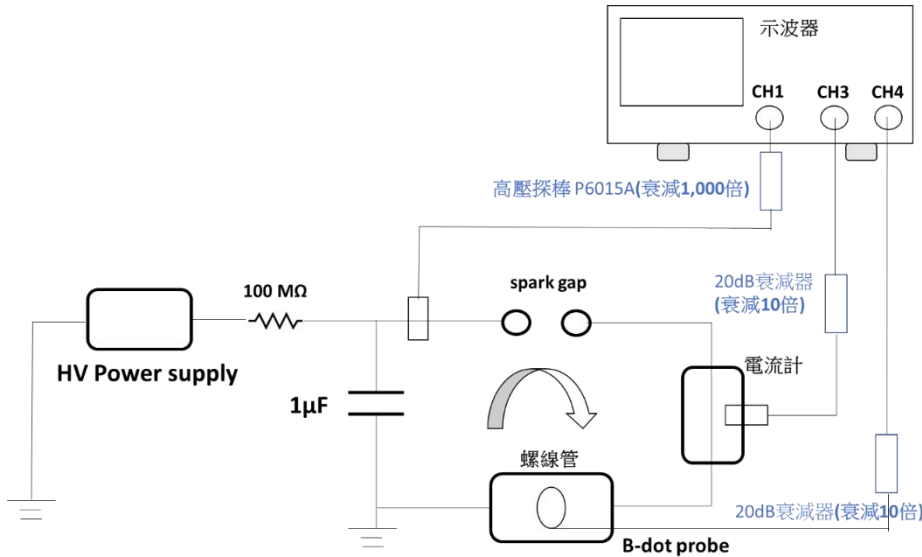 示波器
CH1
CH3
CH4
高壓探棒 P6015A(衰減1,000倍)
20dB衰減器
(衰減10倍)
100 MΩ
spark gap
HV Power supply
電流計
1μF
螺線管
20dB衰減器(衰減10倍)
B-dot probe